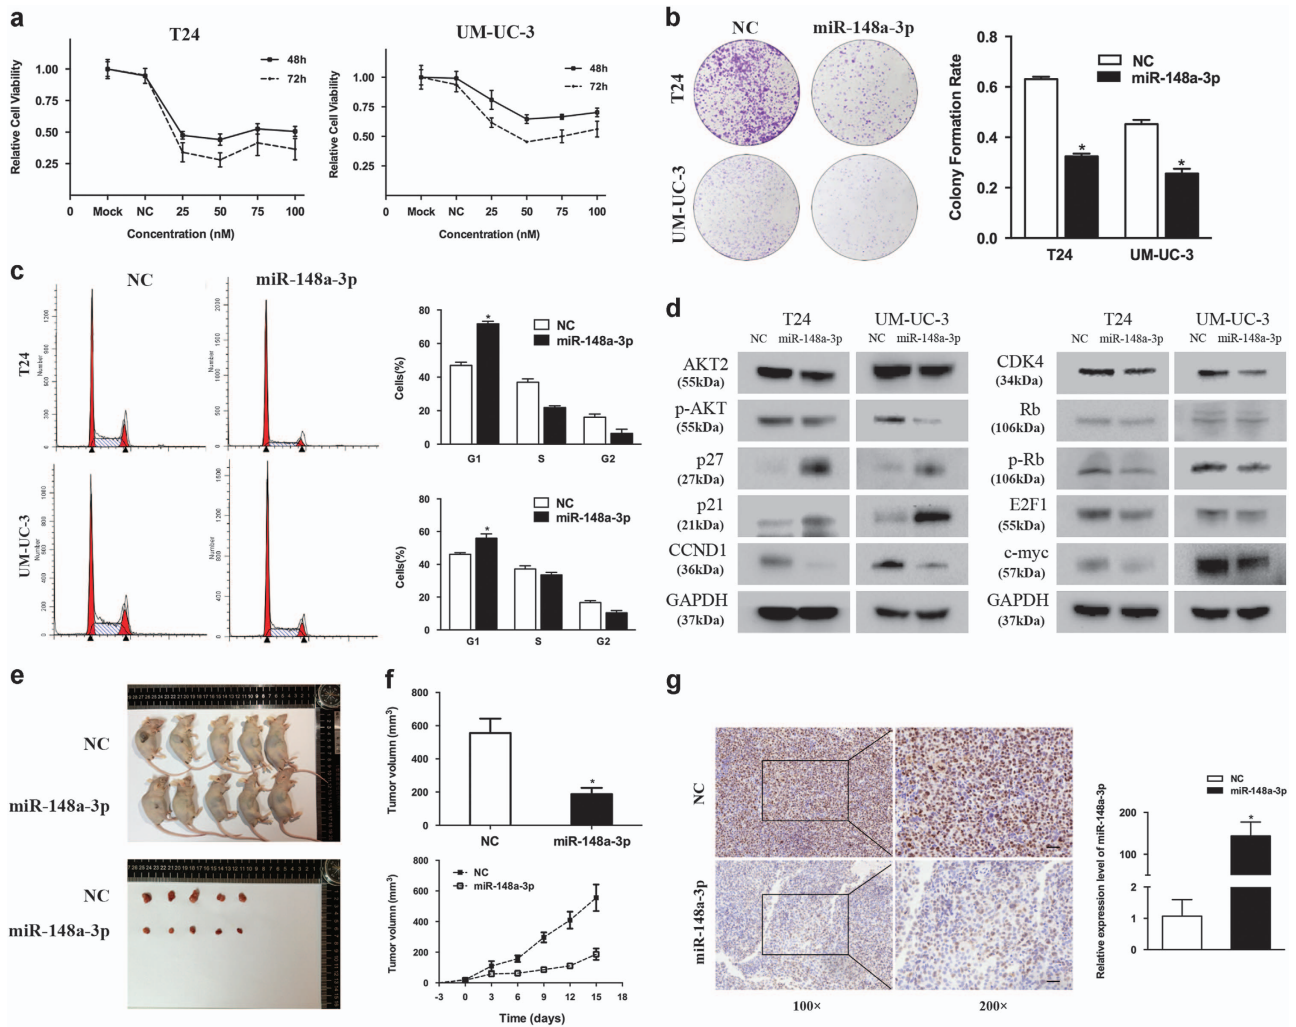 a
T24
UM-UC-3
Relative Cell Viability
1.00
0.75
0.50
0.25
0 Mock NC 25 50 75 100
Concentration (nM)
48h
72h
Relative Cell Viability
1.00
0.75
0.50
0.25
0 Mock NC 25 50 75 100
Concentration (nM)
48h
72h
b
NC miR-148a-3p
T24
UM-UC-3
Colony Formation Rate
0.8
0.6
0.4
0.2
0.0
NC
miR-148a-3p
* *
T24 UM-UC-3
c
NC miR-148a-3p
T24
UM-UC-3
Number
Number
Number
Number
Cells(%)
80
60
40
20
0
NC
miR-148a-3p
*
G1 S G2
Cells(%)
80
60
40
20
0
NC
miR-148a-3p
*
G1 S G2
d
T24 UM-UC-3
NC miR-148a-3p NC miR-148a-3p
AKT2
(55kDa)
p-AKT
(55kDa)
p27
(27kDa)
p21
(21kDa)
CCND1
(36kDa)
GAPDH
(37kDa)
T24 UM-UC-3
NC miR-148a-3p NC miR-148a-3p
CDK4
(34kDa)
Rb
(106kDa)
p-Rb
(106kDa)
E2F1
(55kDa)
c-myc
(57kDa)
GAPDH
(37kDa)
e
NC
miR-148a-3p
NC
miR-148a-3p
f
Tumor volumn (mm3)
800
600
400
200
0
*
NC miR-148a-3p
Tumor volumn (mm3)
800
600
400
200
0
NC
miR-148a-3p
-3 0 3 6 9 12 15 18
Time (days)
g
NC
miR-148a-3p
100× 200×
Relative expression level of miR-148a-3p
NC
miR-148a-3p
200
100
2
1
0
*